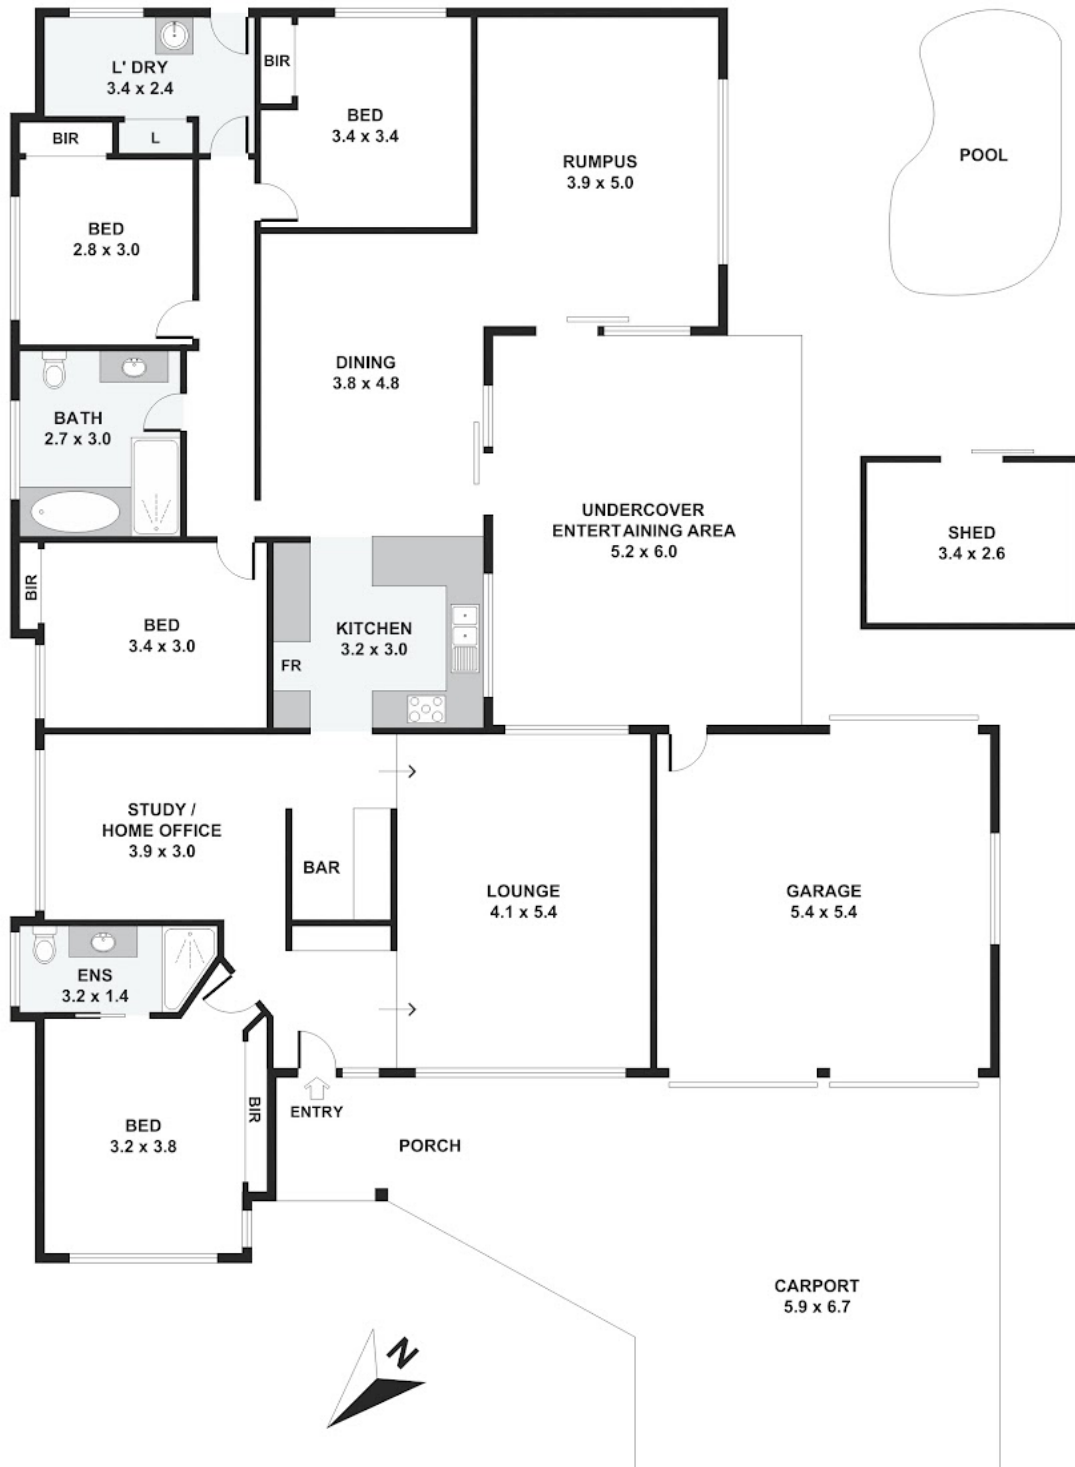 L' DRY
3.4 x 2.4
BIR
BED
3.4 x 3.4
RUMPUS
3.9 x 5.0
POOL
BIR
L
BED
2.8 x 3.0
DINING
3.8 x 4.8
BATH
2.7 x 3.0
UNDERCOVER
ENTERTAINING AREA
5.2 x 6.0
SHED
3.4 x 2.6
BIR
BED
3.4 x 3.0
KITCHEN
3.2 x 3.0
FR
STUDY /
HOME OFFICE
3.9 x 3.0
BAR
LOUNGE
4.1 x 5.4
GARAGE
5.4 x 5.4
ENS
3.2 x 1.4
BED
3.2 x 3.8
BIR
ENTRY
PORCH
CARPORT
5.9 x 6.7
N